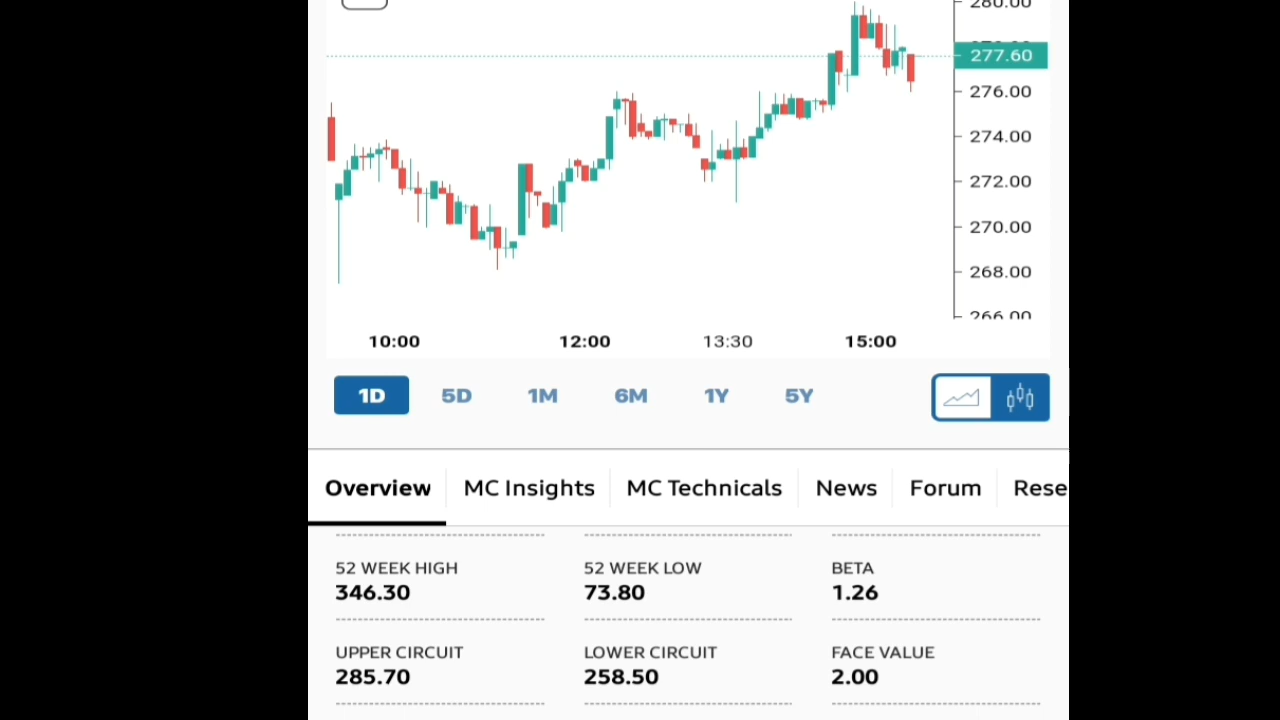 280.00
277.60
276.00
274.00
272.00
270.00
268.00
266.00
10:00 12:00 13:30 15:00
1D 5D 1M 6M 1Y 5Y
Overview MC Insights MC Technicals News Forum Rese
52 WEEK HIGH 52 WEEK LOW BETA
346.30 73.80 1.26
UPPER CIRCUIT LOWER CIRCUIT FACE VALUE
285.70 258.50 2.00